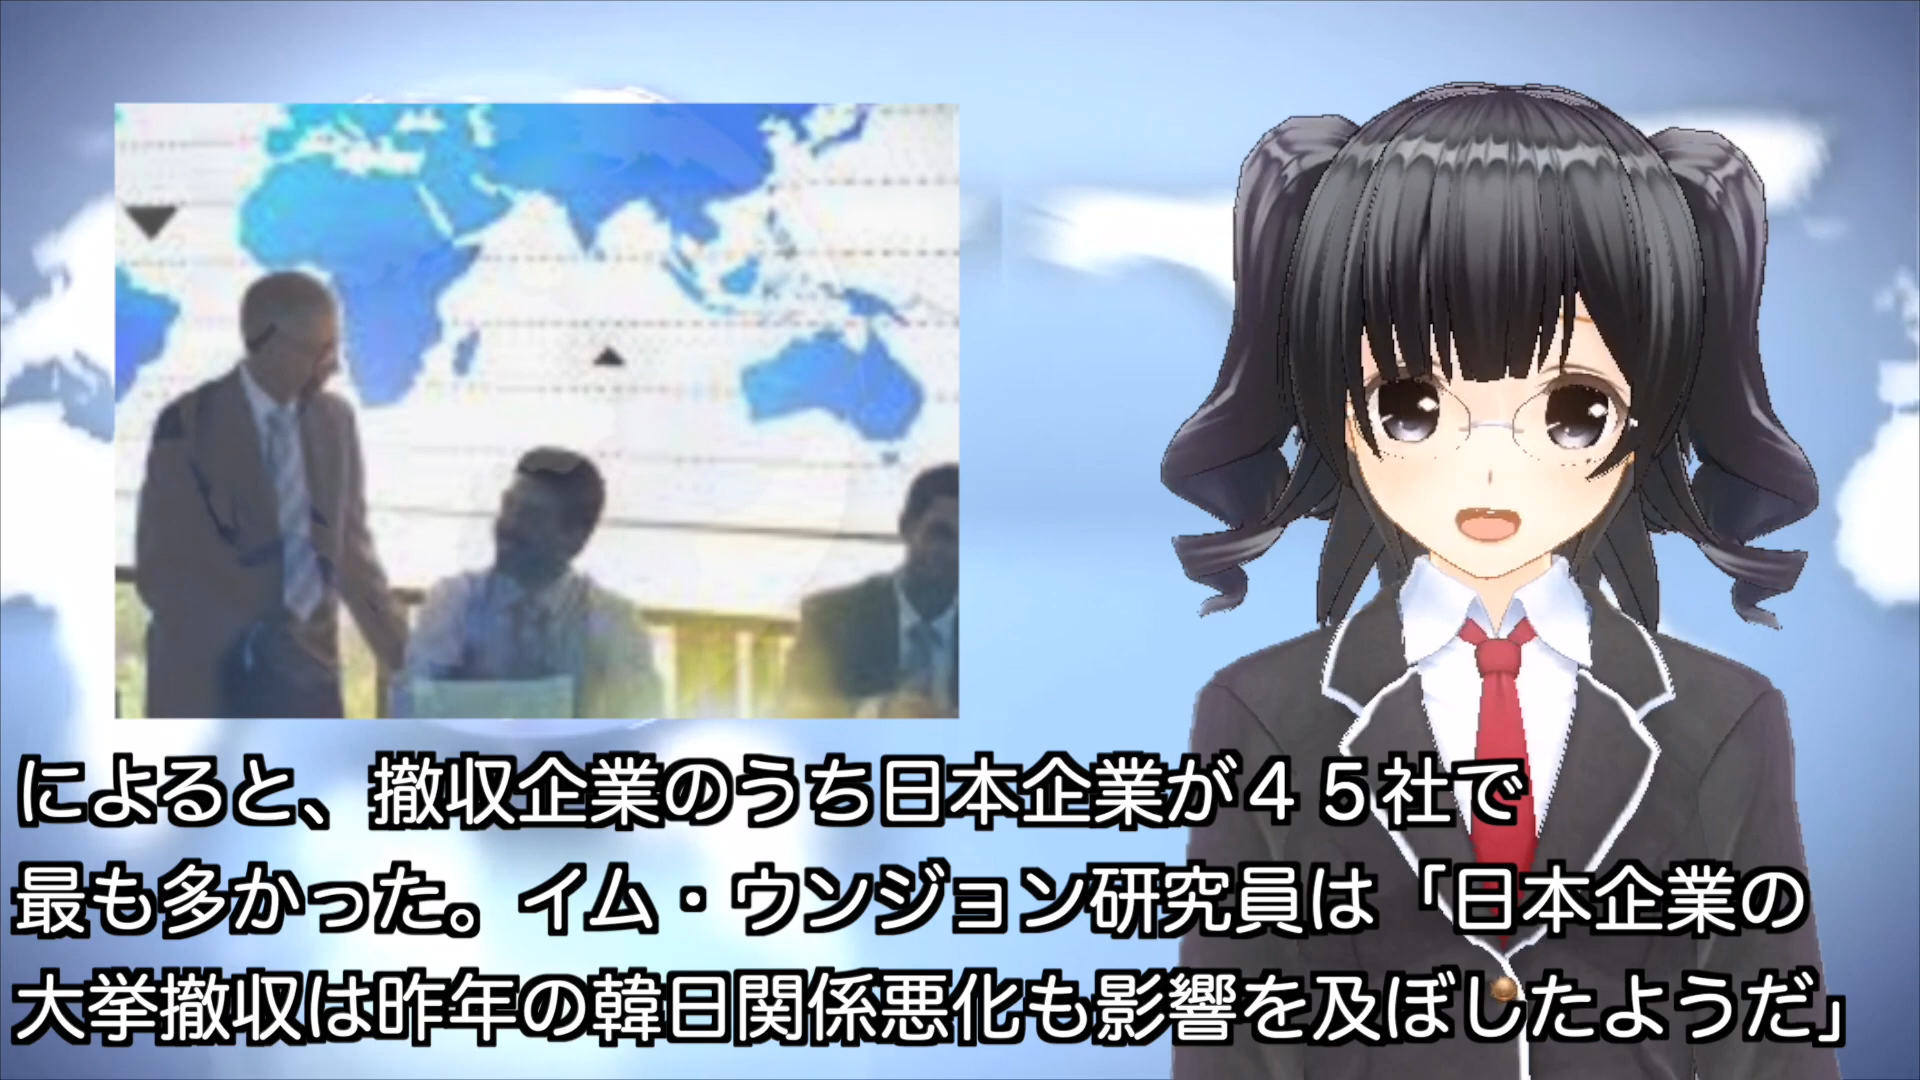 によると、撤収企業のうち日本企業が４５社で
最も多かった。イム・ウンジョン研究員は「日本企業の
大挙撤収は昨年の韓日関係悪化も影響を及ぼしたようだ」